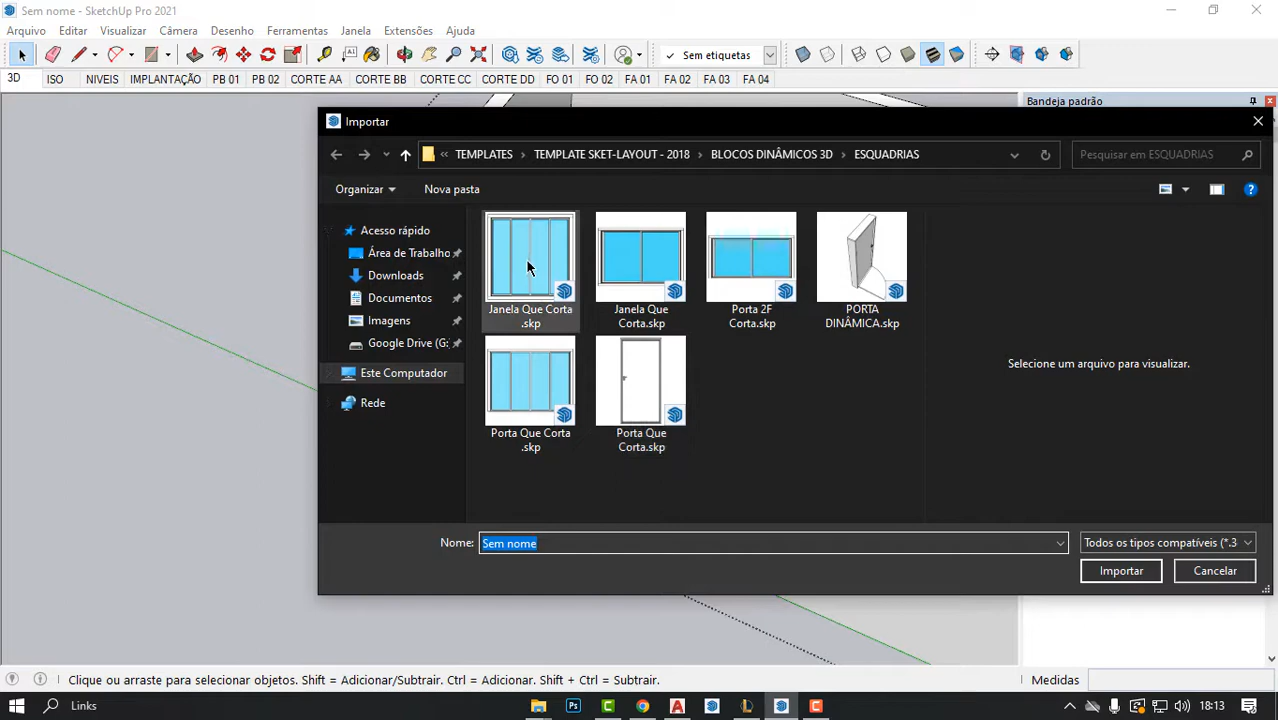 Sem nome - SketchUp Pro 2021
Arquivo Editar Visualizar Câmera Desenho Ferramentas Janela Extensões Ajuda
Sem etiquetas
3D ISO NIVEIS IMPLANTAÇÃO PB 01 PB 02 CORTE AA CORTE BB CORTE CC CORTE DD FO 01 FO 02 FA 01 FA 02 FA 03 FA 04
Bandeja padrão
Importar
« TEMPLATES › TEMPLATE SKET-LAYOUT - 2018 › BLOCOS DINÂMICOS 3D › ESQUADRIAS
Pesquisar em ESQUADRIAS
Organizar Nova pasta
Acesso rápido
Área de Trabalho
Downloads
Documentos
Imagens
Google Drive (G:
Este Computador
Rede
Janela Que Corta
.skp
Janela Que
Corta.skp
Porta 2F
Corta.skp
PORTA
DINÂMICA.skp
Porta Que Corta
.skp
Porta Que
Corta.skp
Selecione um arquivo para visualizar.
Nome: Sem nome
Todos os tipos compatíveis (*.3
Importar Cancelar
Clique ou arraste para selecionar objetos. Shift = Adicionar/Subtrair. Ctrl = Adicionar. Shift + Ctrl = Subtrair.
Medidas
Links
18:13